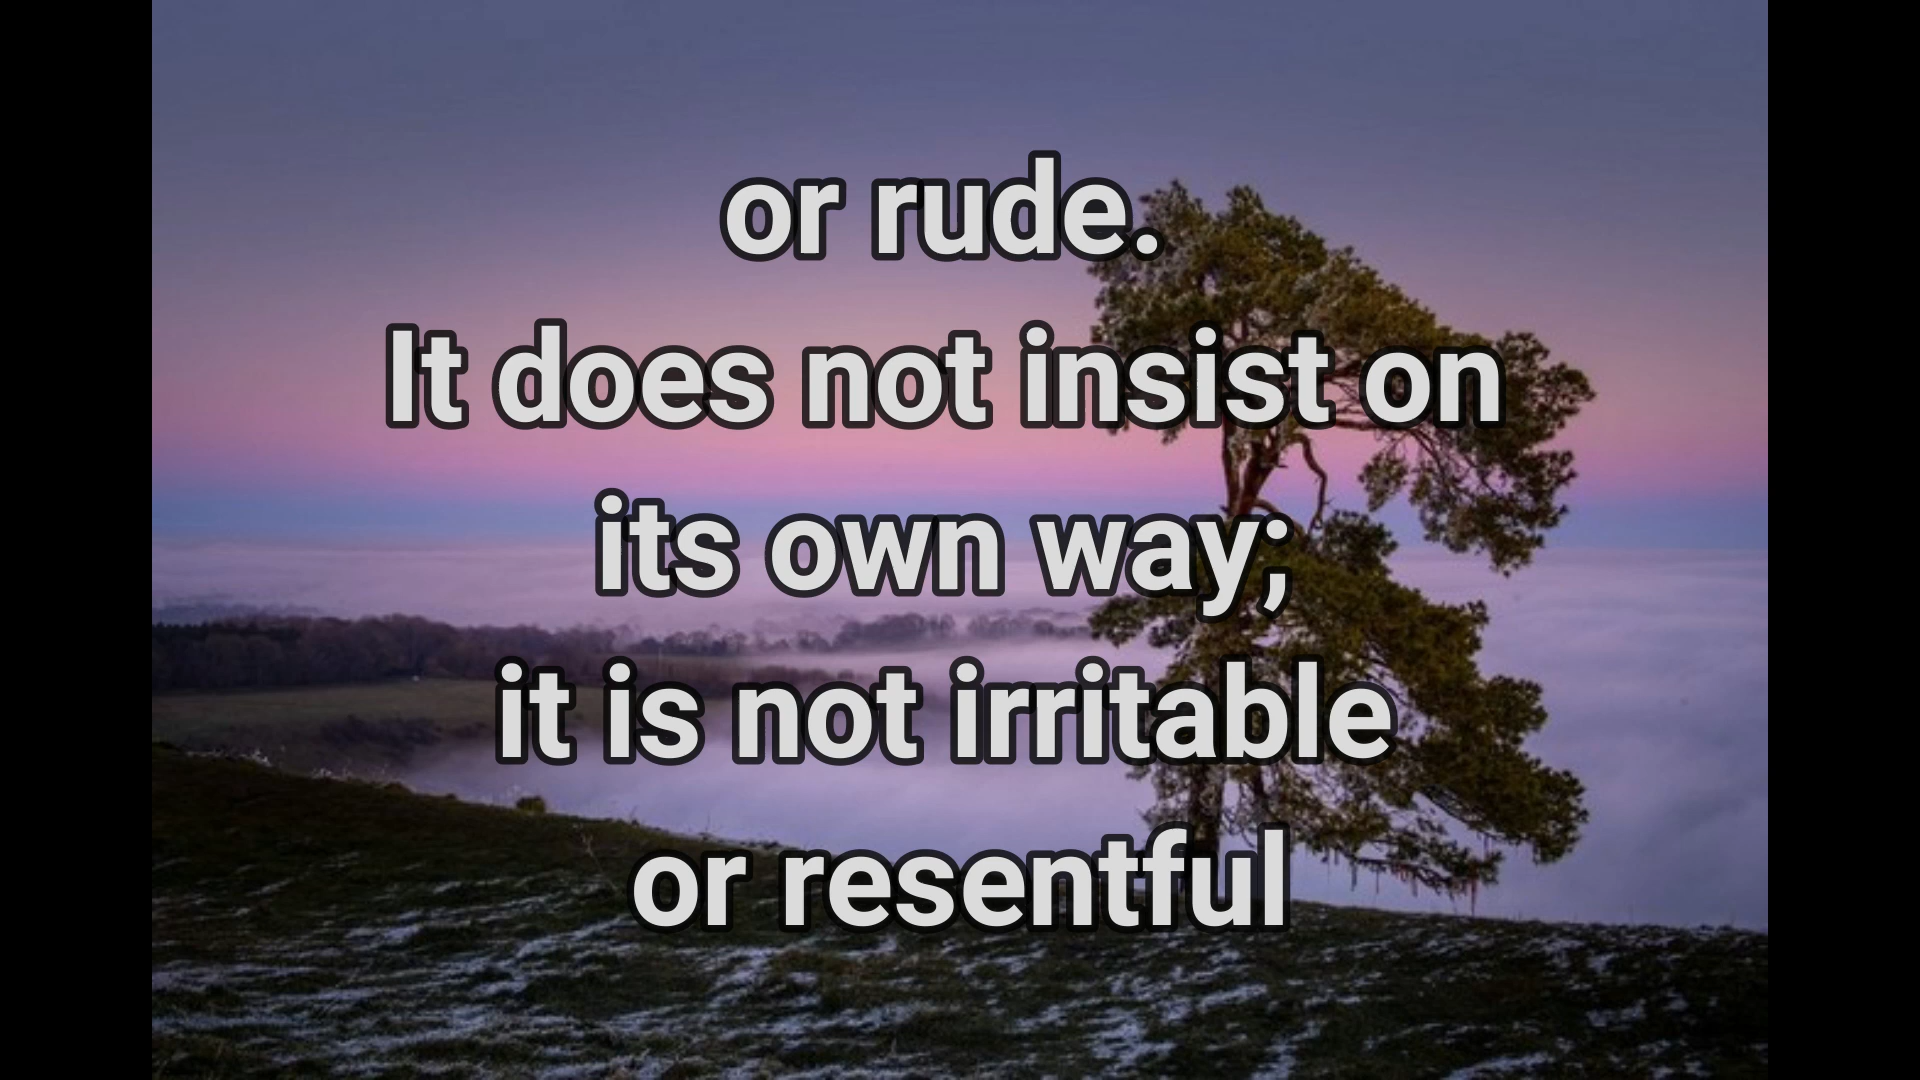 or rude.
It does not insist on
its own way;
it is not irritable
or resentful